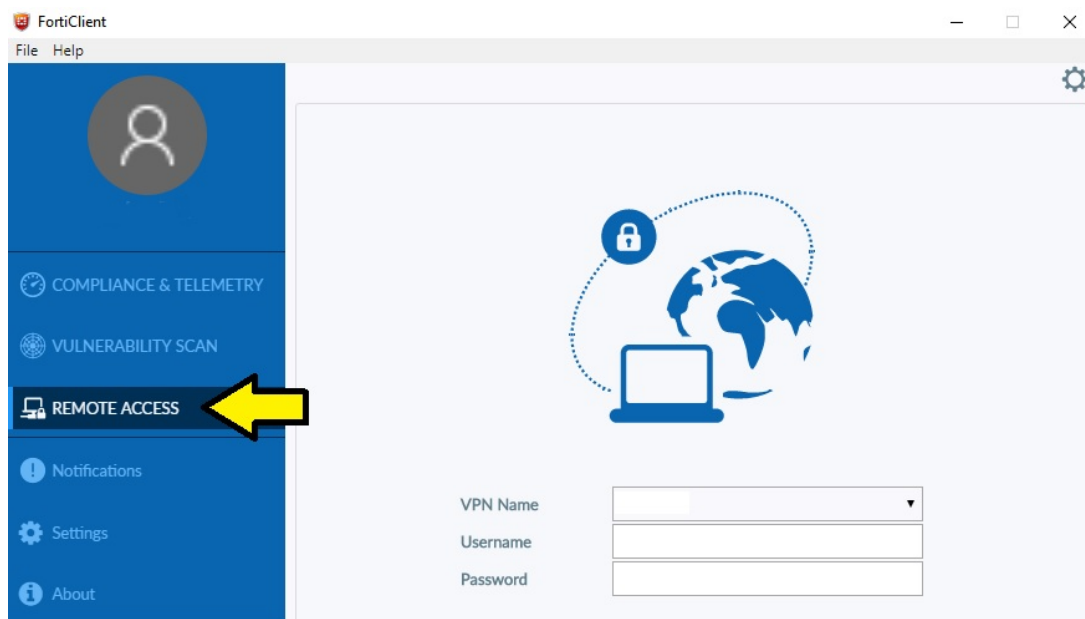 FortiClient
File Help
COMPLIANCE & TELEMETRY
VULNERABILITY SCAN
REMOTE ACCESS
Notifications
Settings
About
VPN Name
Username
Password